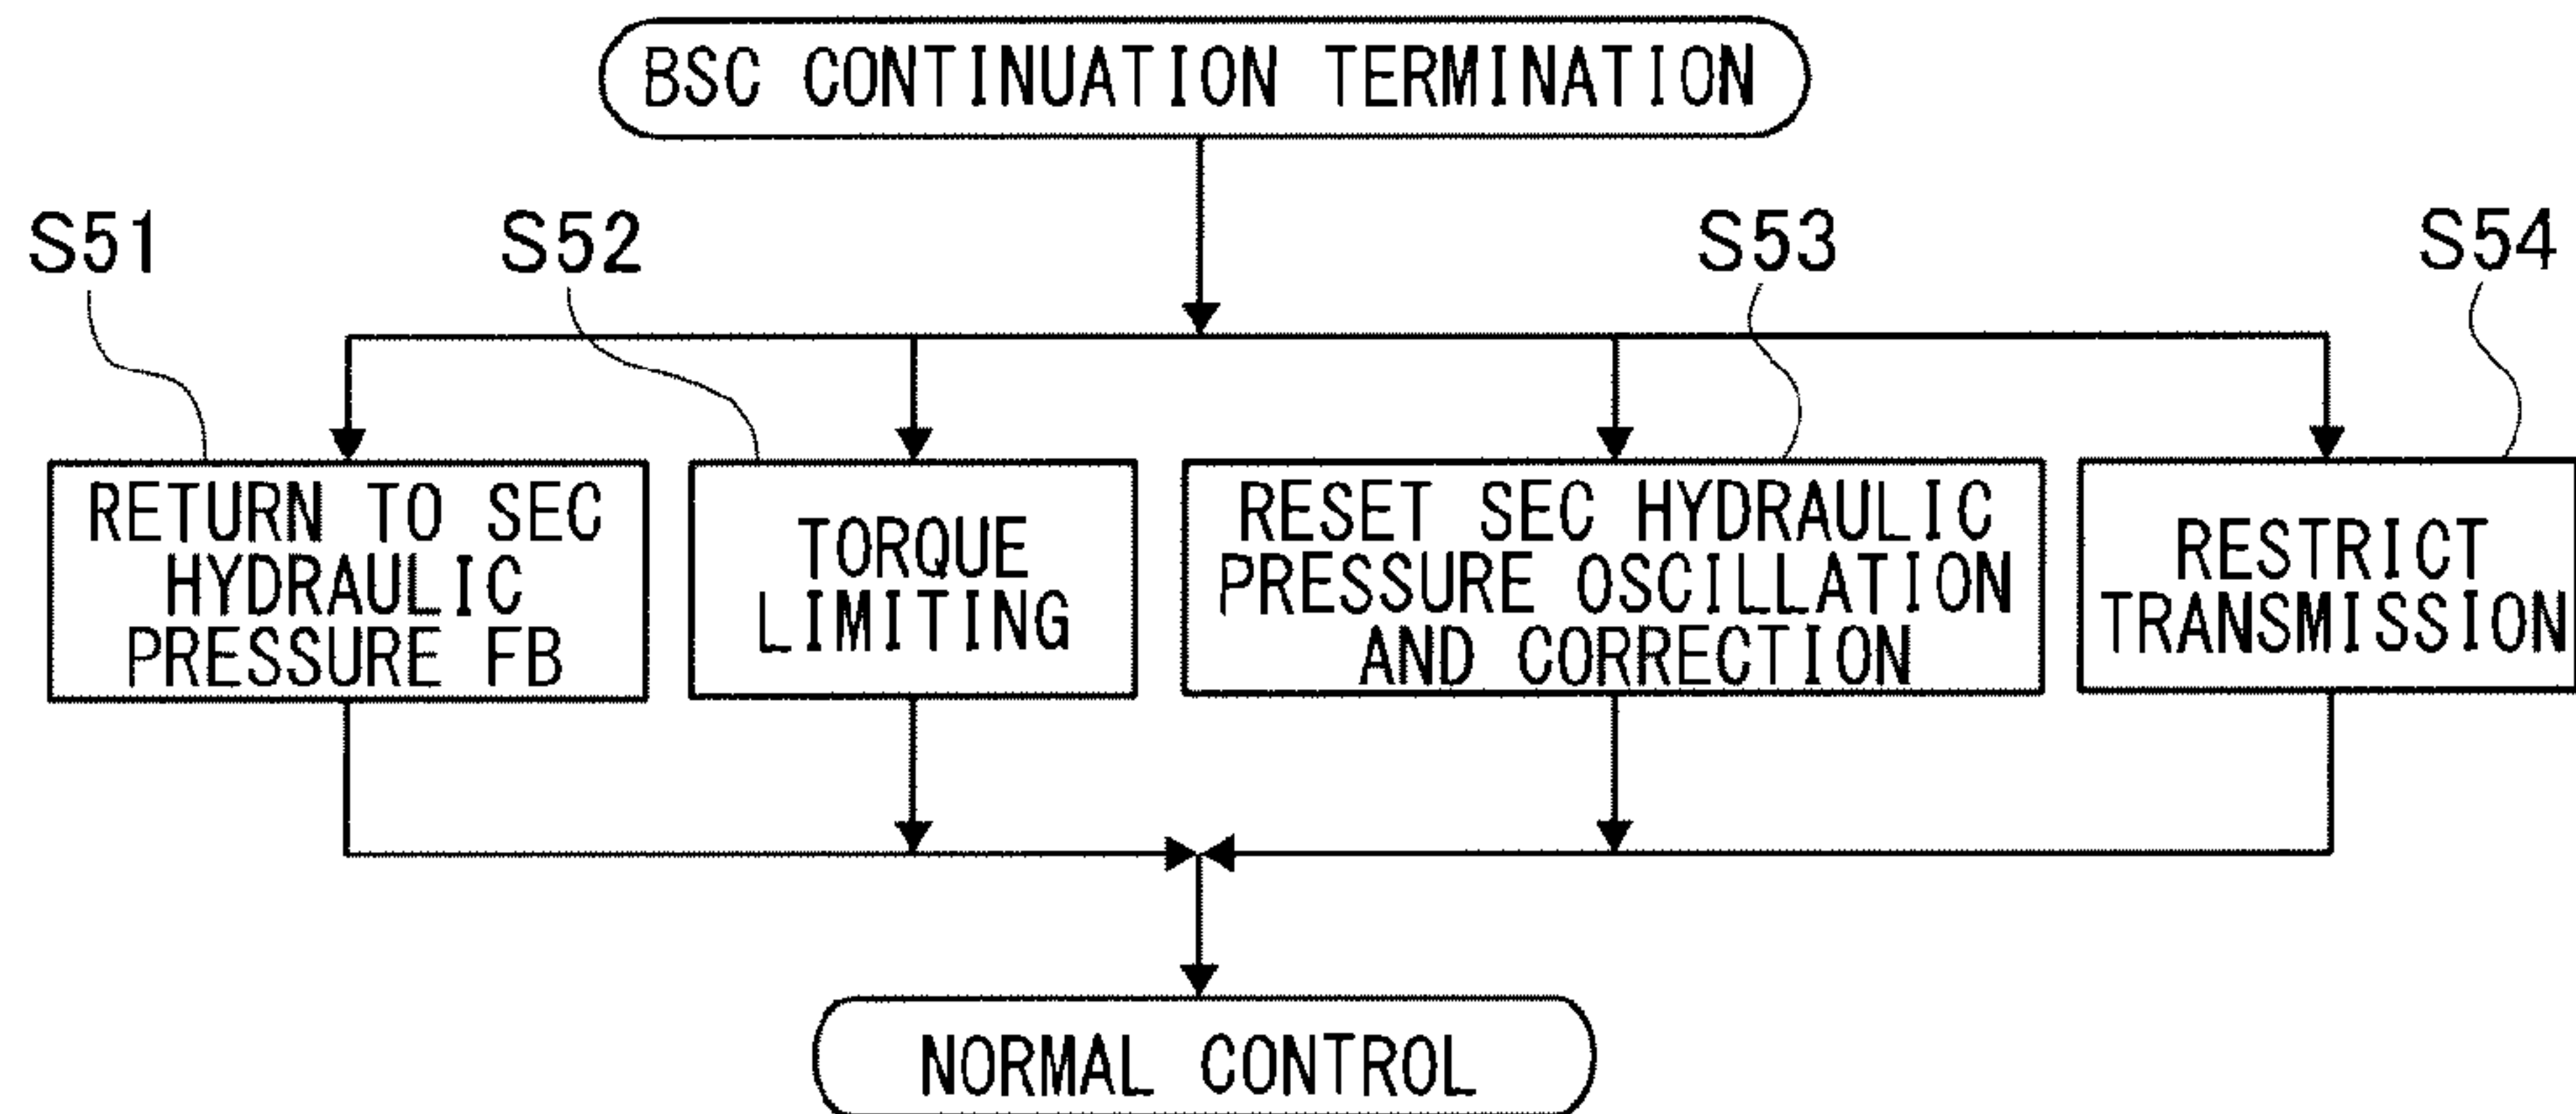 BSC CONTINUATION TERMINATION
S51
S52
S53
S54
RETURN TO SEC
HYDRAULIC
PRESSURE FB
TORQUE
LIMITING
RESET SEC HYDRAULIC
PRESSURE OSCILLATION
AND CORRECTION
RESTRICT
TRANSMISSION
NORMAL CONTROL